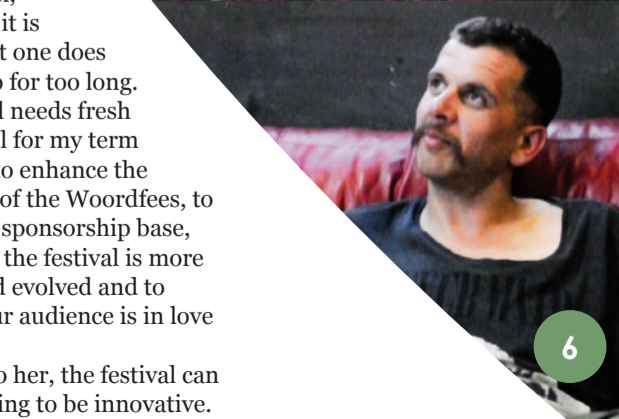 it is
t one does
o for too long.
l needs fresh
l for my term
to enhance the
of the Woordfees, to
sponsorship base,
the festival is more
d evolved and to
ur audience is in love
o her, the festival can
ing to be innovative.
6